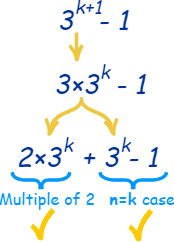 3^{k+1} - 1
3×3^k - 1
2×3^k + 3^k - 1
Multiple of 2 n=k case